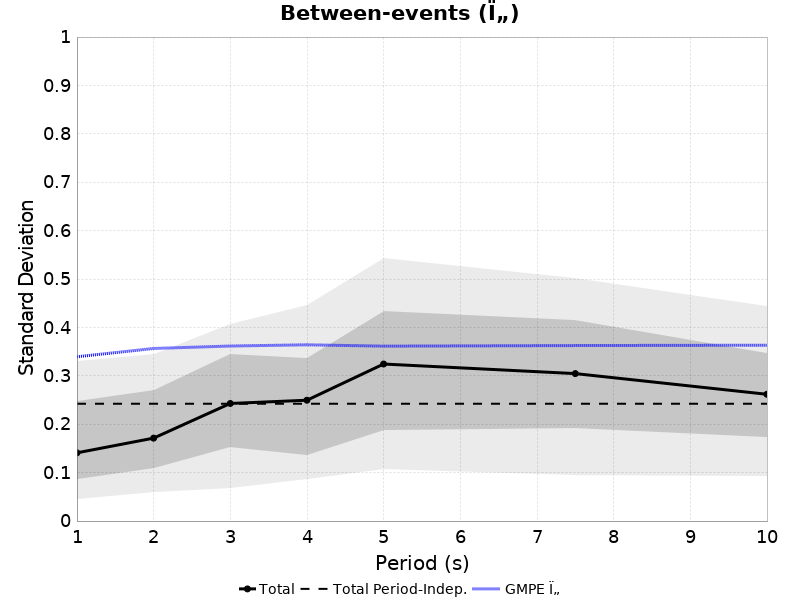 Between-events (Ï„)
1
0.9
0.8
0.7
0.6
0.5
0.4
0.3
0.2
0.1
0
Standard Deviation
1 2 3 4 5 6 7 8 9 10
Period (s)
Total Total Period-Indep. GMPE Ï„